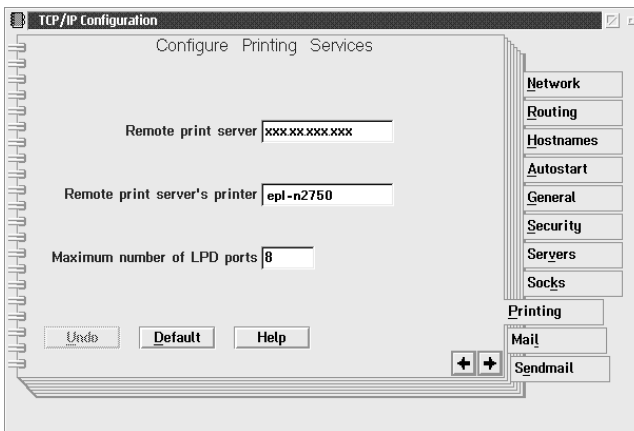 TCP/IP Configuration
Configure Printing Services
Remote print server xxx.xx.xxx.xxx
Remote print server's printer epl-n2750
Maximum number of LPD ports 8
Undo Default Help
Network
Routing
Hostnames
Autostart
General
Security
Servers
Socks
Printing
Mail
Sendmail